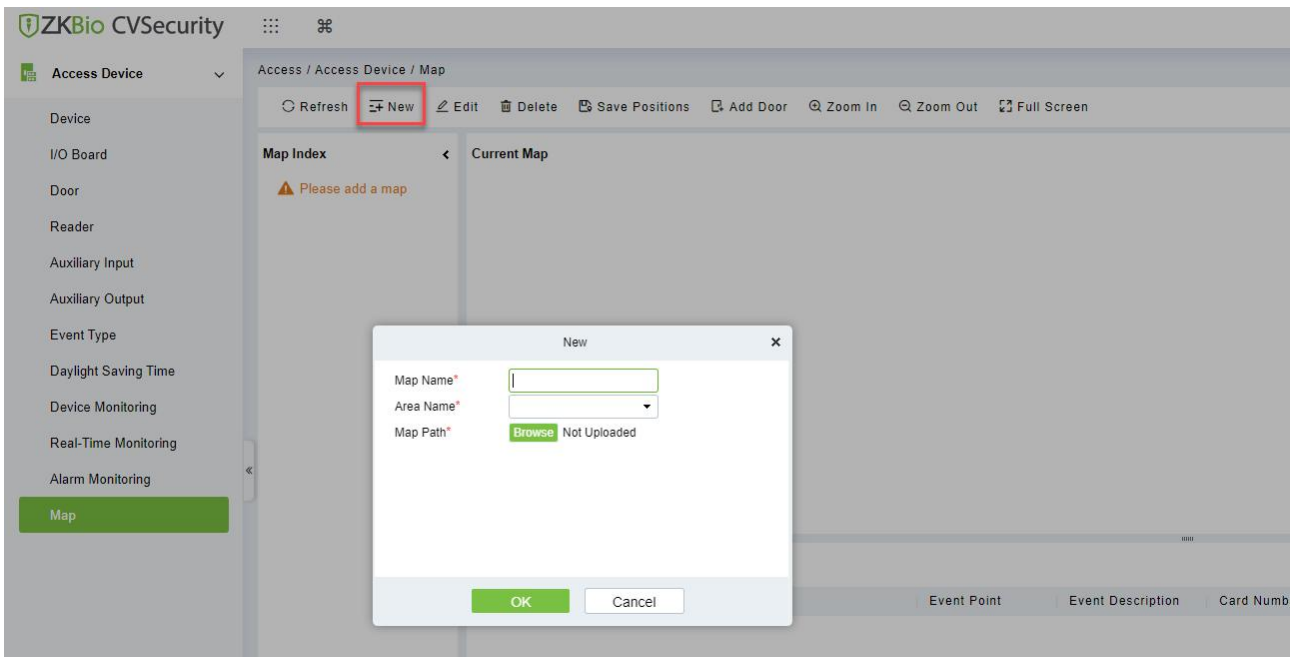 ZKBio CVSecurity
Access Device
Access / Access Device / Map
Refresh New Edit Delete Save Positions Add Door Zoom In Zoom Out Full Screen
Device
I/O Board
Door
Reader
Auxiliary Input
Auxiliary Output
Event Type
Daylight Saving Time
Device Monitoring
Real-Time Monitoring
Alarm Monitoring
Map
Map Index
Current Map
Please add a map
New
Map Name*
Area Name*
Map Path* Browse Not Uploaded
OK Cancel
Event Point Event Description Card Numb